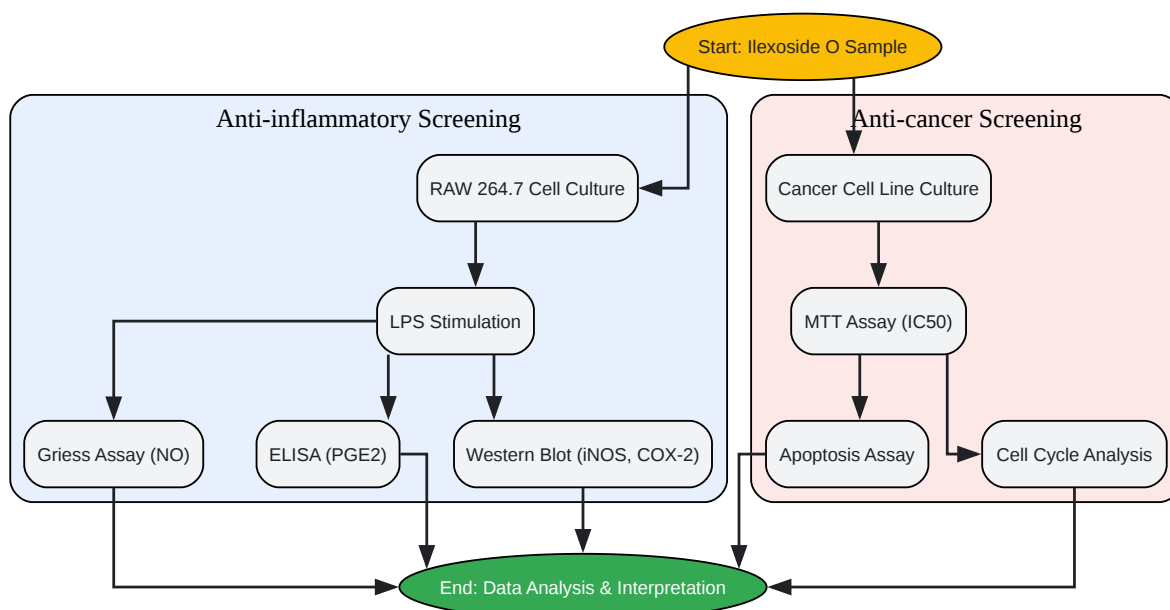 Start: Ilexoside O Sample
Anti-inflammatory Screening
Anti-cancer Screening
RAW 264.7 Cell Culture
Cancer Cell Line Culture
LPS Stimulation
MTT Assay (IC50)
Griess Assay (NO)
ELISA (PGE2)
Western Blot (iNOS, COX-2)
Apoptosis Assay
Cell Cycle Analysis
End: Data Analysis & Interpretation